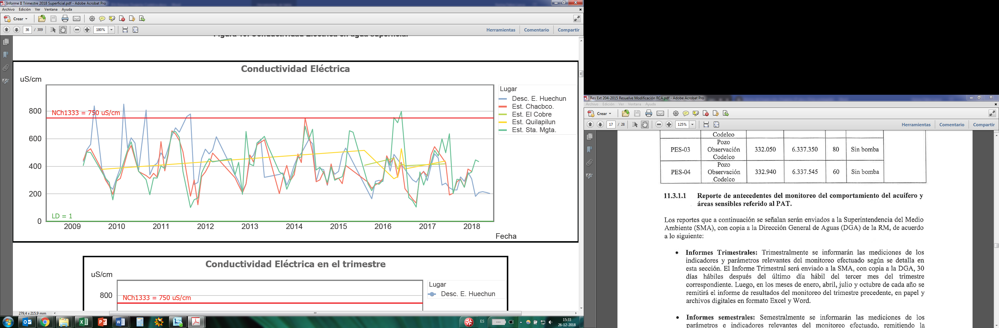 Informe II Trimestre 2018 Superficial.pdf - Adobe Acrobat Pro
Archivo Edición Ver Ventana Ayuda
Crear
36 / 309
180%
Herramientas Comentario Compartir
Conductividad Eléctrica
uS/cm
800
600
400
200
0
NCh1333 = 750 uS/cm
LD = 1
2009 2010 2011 2012 2013 2014 2015 2016 2017 2018
Fecha
Lugar
Desc. E. Huechun
Est. Chacbco.
Est. El Cobre
Est. Quilapilun
Est. Sta. Mgta.
Conductividad Eléctrica en el trimestre
uS/cm
800
NCh1333 = 750 uS/cm
Lugar
Desc. E. Huechun
279,4 x 215,9 mm
ES
15:33
26-12-2018
Res Ext 204-2015 Resuelve Modificación RCA.pdf - Adobe Acrobat Pro
Archivo Edición Ver Ventana Ayuda
Crear
17 / 28
125%
Herramientas Comentario Compartir
Codelco
PES-03 Pozo Observación Codelco 332.050 6.337.350 80 Sin bomba
PES-04 Pozo Observación Codelco 332.940 6.337.545 60 Sin bomba
11.3.1.1 Reporte de antecedentes del monitoreo del comportamiento del acuífero y
áreas sensibles referido al PAT.
Los reportes que a continuación se señalan serán enviados a la Superintendencia del Medio
Ambiente (SMA), con copia a la Dirección General de Aguas (DGA) de la RM, de acuerdo
a lo siguiente:
• Informes Trimestrales: Trimestralmente se informarán las mediciones de los
indicadores y parámetros relevantes del monitoreo efectuado según se detalla en
esta sección. El Informe Trimestral será enviado a la SMA, con copia a la DGA, 30
días hábiles después del último día hábil del tercer mes del trimestre
correspondiente. Luego, en los meses de enero, abril, julio y octubre de cada año se
remitirá el informe de resultados del monitoreo del trimestre precedente, en papel y
archivos digitales en formato Excel y Word.
• Informes semestrales: Semestralmente se informarán las mediciones de los
parámetros e indicadores relevantes del monitoreo efectuado, remitiendo la